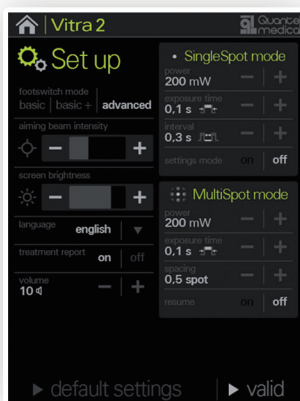 Vitra 2
Quantel
medical
Set up
footswitch mode
basic | basic + | advanced
aiming beam intensity
screen brightness
language
english
treatment report
on | off
volume
10
SingleSpot mode
power
200 mW
exposure time
0,1 s
interval
0,3 s
settings mode
on | off
MultiSpot mode
power
200 mW
exposure time
0,1 s
spacing
0,5 spot
resume
on | off
default settings
valid